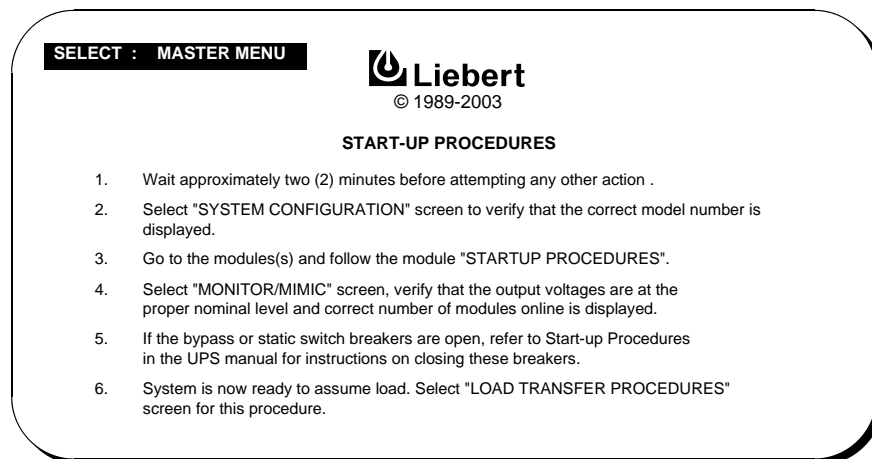 SELECT : MASTER MENU
Liebert
© 1989-2003
START-UP PROCEDURES
1. Wait approximately two (2) minutes before attempting any other action .
2. Select "SYSTEM CONFIGURATION" screen to verify that the correct model number is
displayed.
3. Go to the modules(s) and follow the module "STARTUP PROCEDURES".
4. Select "MONITOR/MIMIC" screen, verify that the output voltages are at the
proper nominal level and correct number of modules online is displayed.
5. If the bypass or static switch breakers are open, refer to Start-up Procedures
in the UPS manual for instructions on closing these breakers.
6. System is now ready to assume load. Select "LOAD TRANSFER PROCEDURES"
screen for this procedure.